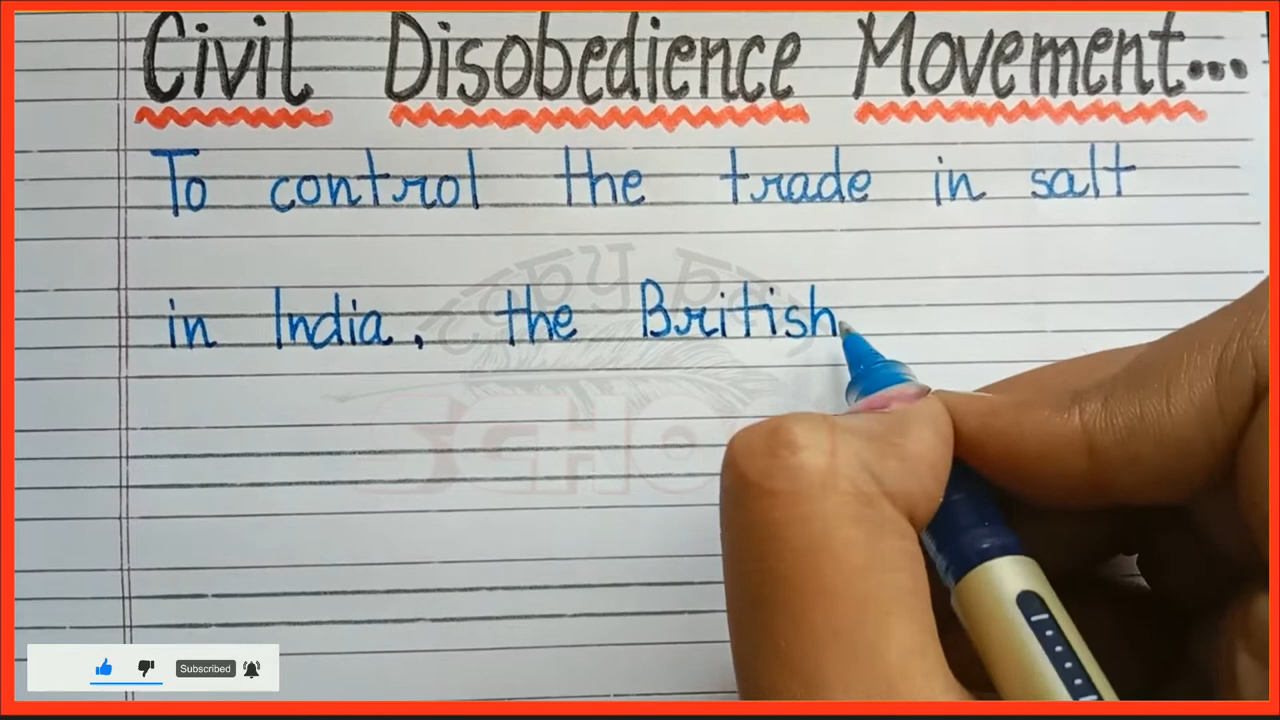 Civil Disobedience Movement...
To control the trade in salt
in India, the British
Subscribed